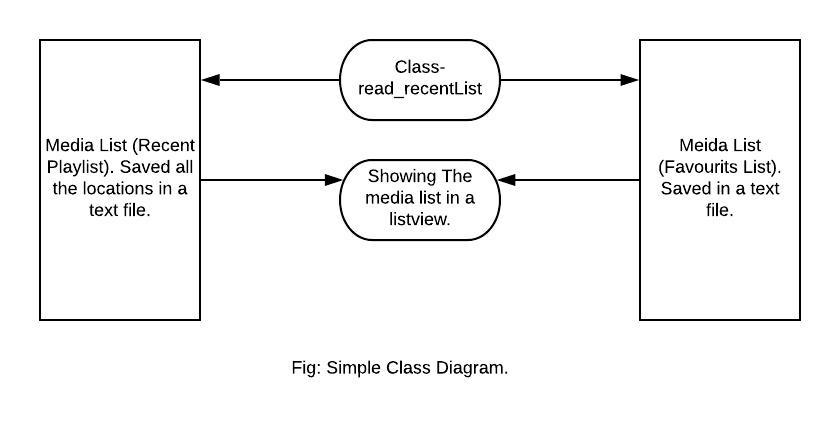 Class-
read_recentList
Media List (Recent
Playlist). Saved all
the locations in a
text file.
Showing The
media list in a
listview.
Meida List
(Favourits List).
Saved in a text
file.
Fig: Simple Class Diagram.